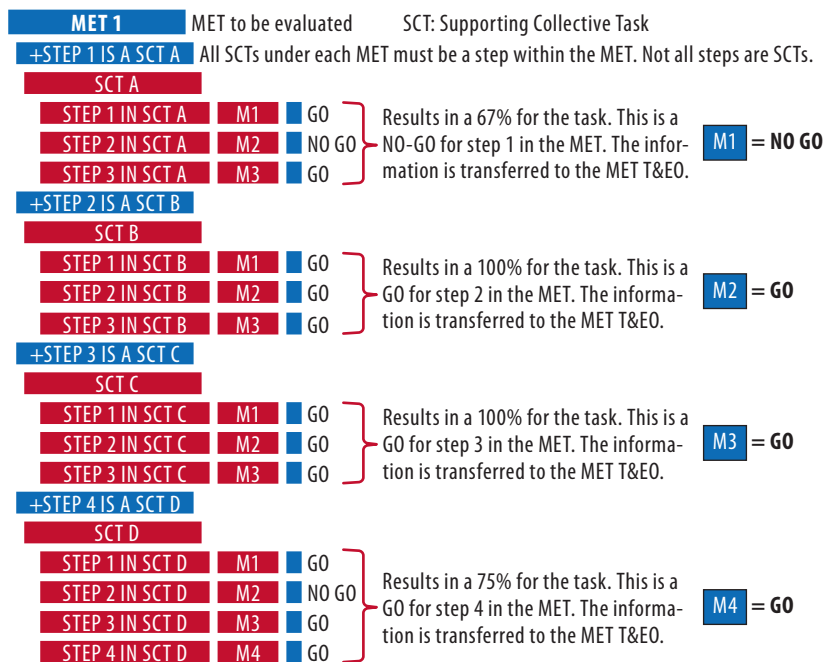 MET 1 MET to be evaluated SCT: Supporting Collective Task
+STEP 1 IS A SCT A All SCTs under each MET must be a step within the MET. Not all steps are SCTs.
SCT A
STEP 1 IN SCT A M1 GO
STEP 2 IN SCT A M2 NO GO
STEP 3 IN SCT A M3 GO
Results in a 67% for the task. This is a
NO-GO for step 1 in the MET. The infor-
mation is transferred to the MET T&EO.
M1 = NO GO
+STEP 2 IS A SCT B
SCT B
STEP 1 IN SCT B M1 GO
STEP 2 IN SCT B M2 GO
STEP 3 IN SCT B M3 GO
Results in a 100% for the task. This is a
GO for step 2 in the MET. The informa-
tion is transferred to the MET T&EO.
M2 = GO
+STEP 3 IS A SCT C
SCT C
STEP 1 IN SCT C M1 GO
STEP 2 IN SCT C M2 GO
STEP 3 IN SCT C M3 GO
Results in a 100% for the task. This is a
GO for step 3 in the MET. The informa-
tion is transferred to the MET T&EO.
M3 = GO
+STEP 4 IS A SCT D
SCT D
STEP 1 IN SCT D M1 GO
STEP 2 IN SCT D M2 NO GO
STEP 3 IN SCT D M3 GO
STEP 4 IN SCT D M4 GO
Results in a 75% for the task. This is a
GO for step 4 in the MET. The informa-
tion is transferred to the MET T&EO.
M4 = GO